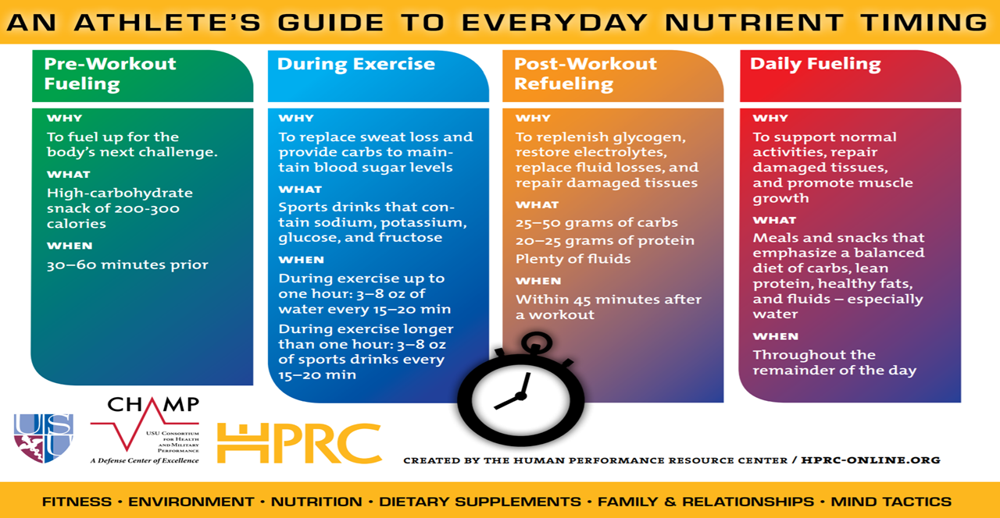 AN ATHLETE'S GUIDE TO EVERYDAY NUTRIENT TIMING
Pre-Workout
Fueling
WHY
To fuel up for the
body's next challenge.
WHAT
High-carbohydrate
snack of 200-300
calories
WHEN
30–60 minutes prior
During Exercise
WHY
To replace sweat loss and
provide carbs to main-
tain blood sugar levels
WHAT
Sports drinks that con-
tain sodium, potassium,
glucose, and fructose
WHEN
During exercise up to
one hour: 3–8 oz of
water every 15–20 min
During exercise longer
than one hour: 3–8 oz
of sports drinks every
15–20 min
Post-Workout
Refueling
WHY
To replenish glycogen,
restore electrolytes,
replace fluid losses, and
repair damaged tissues
WHAT
25–50 grams of carbs
20–25 grams of protein
Plenty of fluids
WHEN
Within 45 minutes after
a workout
Daily Fueling
WHY
To support normal
activities, repair
damaged tissues,
and promote muscle
growth
WHAT
Meals and snacks that
emphasize a balanced
diet of carbs, lean
protein, healthy fats,
and fluids – especially
water
WHEN
Throughout the
remainder of the day
USU
CHAMP
USU CONSORTIUM
FOR HEALTH
AND MILITARY
PERFORMANCE
A Defense Center of Excellence
HPRC
CREATED BY THE HUMAN PERFORMANCE RESOURCE CENTER / HPRC-ONLINE.ORG
FITNESS • ENVIRONMENT • NUTRITION • DIETARY SUPPLEMENTS • FAMILY & RELATIONSHIPS • MIND TACTICS